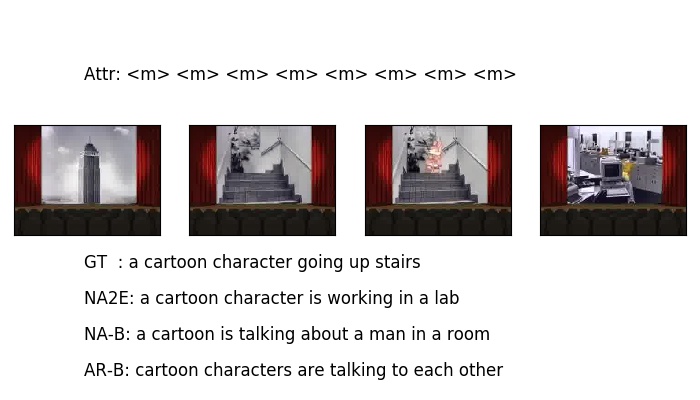 Attr: <m> <m> <m> <m> <m> <m> <m> <m>
GT  : a cartoon character going up stairs
NA2E: a cartoon character is working in a lab
NA-B: a cartoon is talking about a man in a room
AR-B: cartoon characters are talking to each other